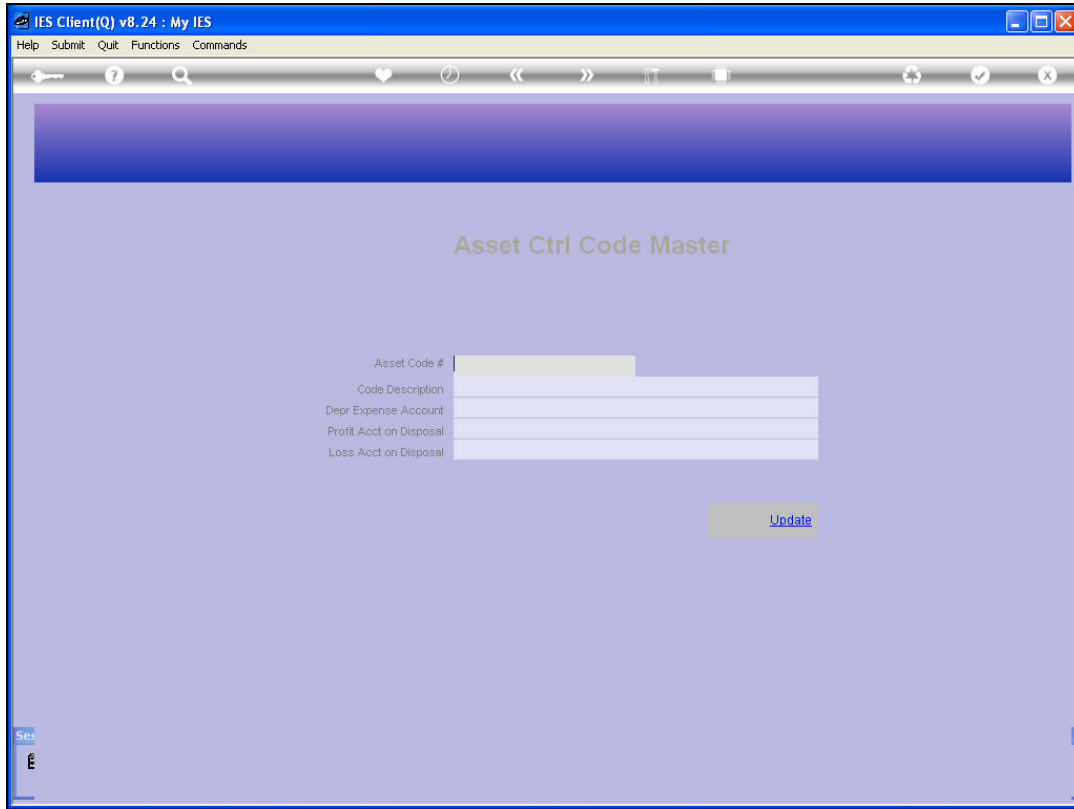 IES Client(Q) v8.24 : My IES
Help Submit Quit Functions Commands
Asset Ctrl Code Master
Asset Code #
Code Description
Depr Expense Account
Profit Acct on Disposal
Loss Acct on Disposal
Update
Ses